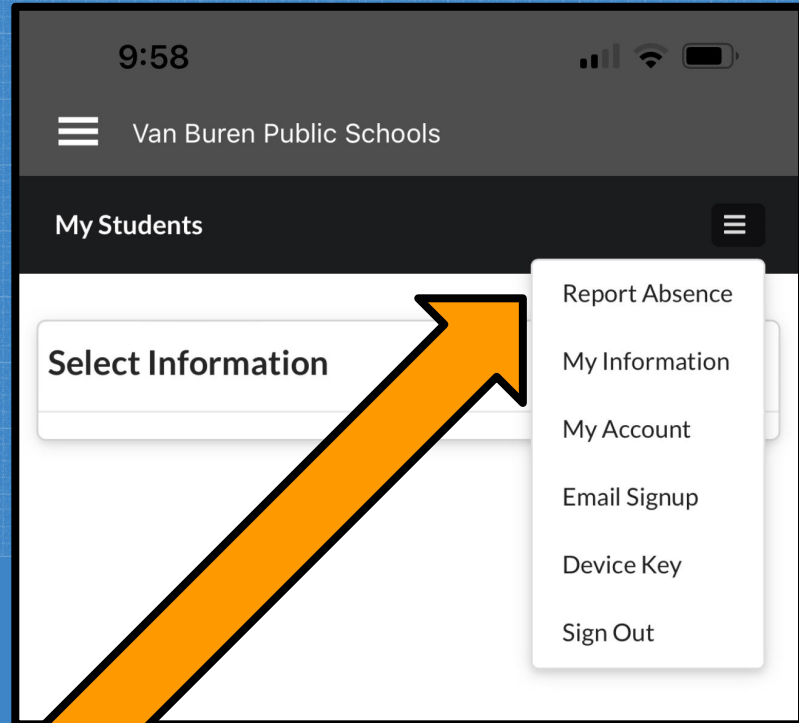 9:58
Van Buren Public Schools
My Students
Report Absence
Select Information
My Information
My Account
Email Signup
Device Key
Sign Out